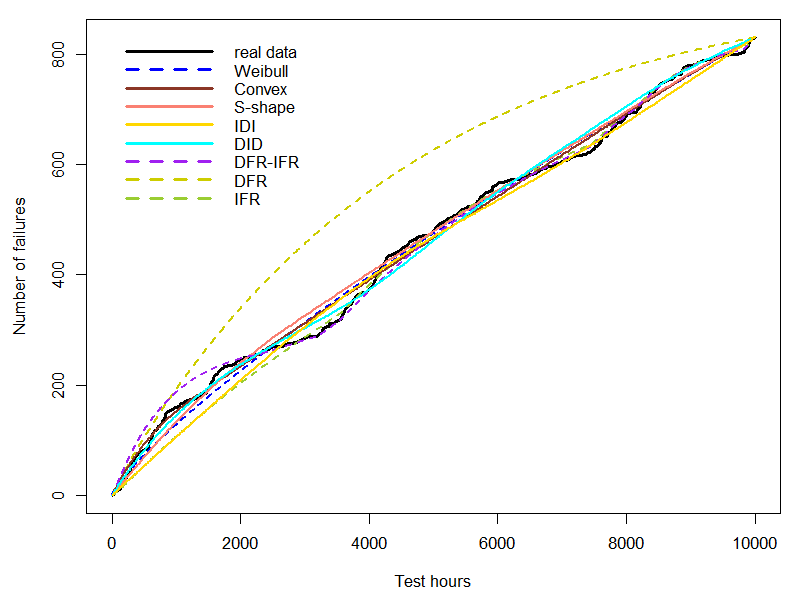 real data
Weibull
Convex
S-shape
IDI
DID
DFR-IFR
DFR
IFR
Number of failures
0
200
400
600
800
0 2000 4000 6000 8000 10000
Test hours